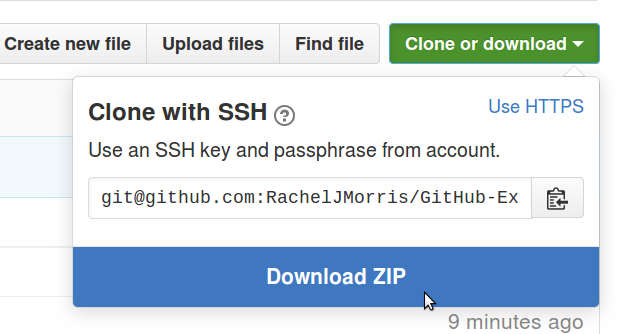 Create new file
Upload files
Find file
Clone or download
Clone with SSH ?
Use HTTPS
Use an SSH key and passphrase from account.
git@github.com:RachelJMorris/GitHub-Ex
Download ZIP
9 minutes ago